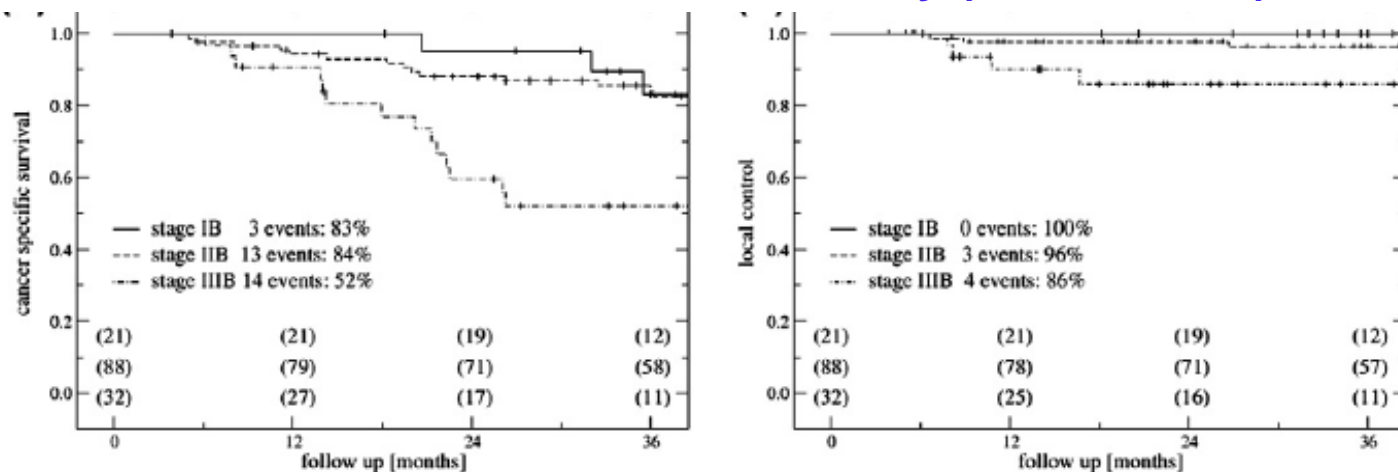 1.0
0.8
0.6
0.4
0.2
0.0
cancer specific survival
stage IB 3 events: 83%
stage IIB 13 events: 84%
stage IIIB 14 events: 52%
(21) (21) (19) (12)
(88) (79) (71) (58)
(32) (27) (17) (11)
0 12 24 36
follow up [months]
1.0
0.8
0.6
0.4
0.2
0.0
local control
stage IB 0 events: 100%
stage IIB 3 events: 96%
stage IIIB 4 events: 86%
(21) (21) (19) (12)
(88) (78) (71) (57)
(32) (25) (16) (11)
0 12 24 36
follow up [months]